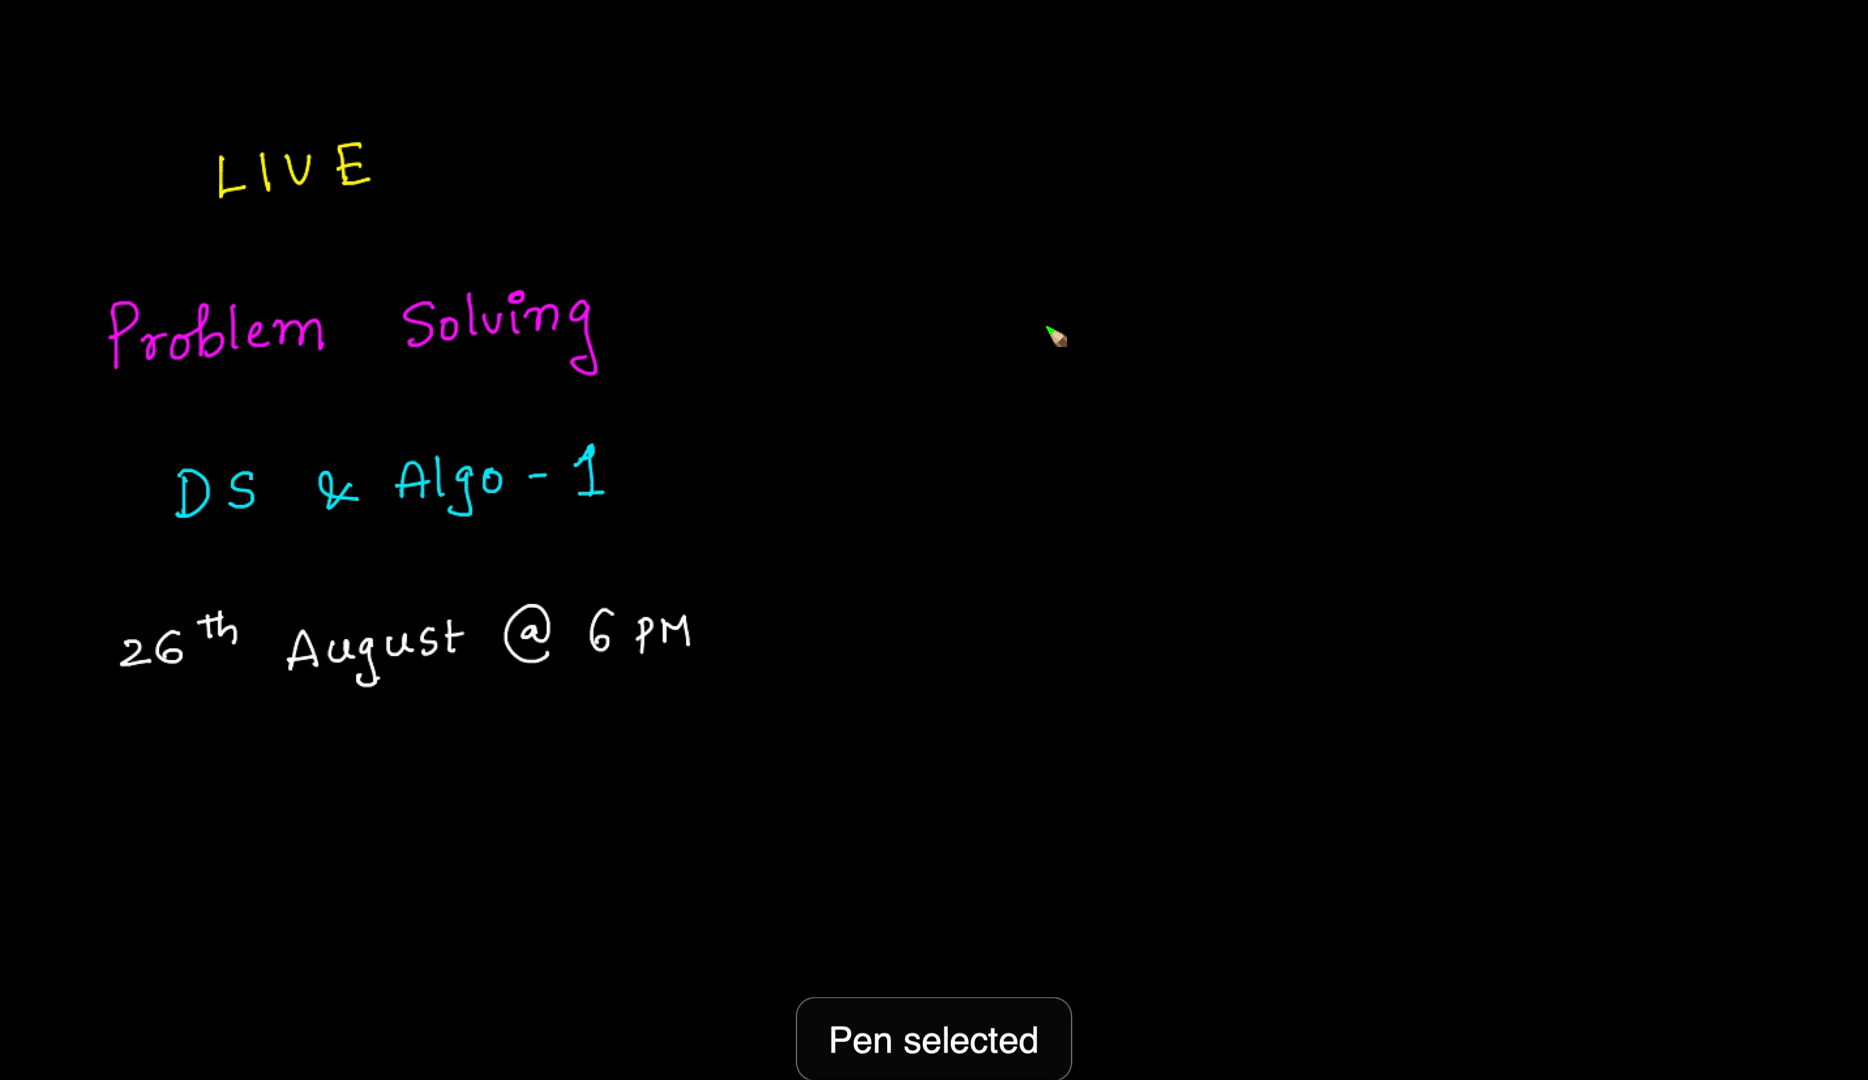 LIVE
Problem Solving
DS & Algo - 1
26th August @ 6 PM
Pen selected